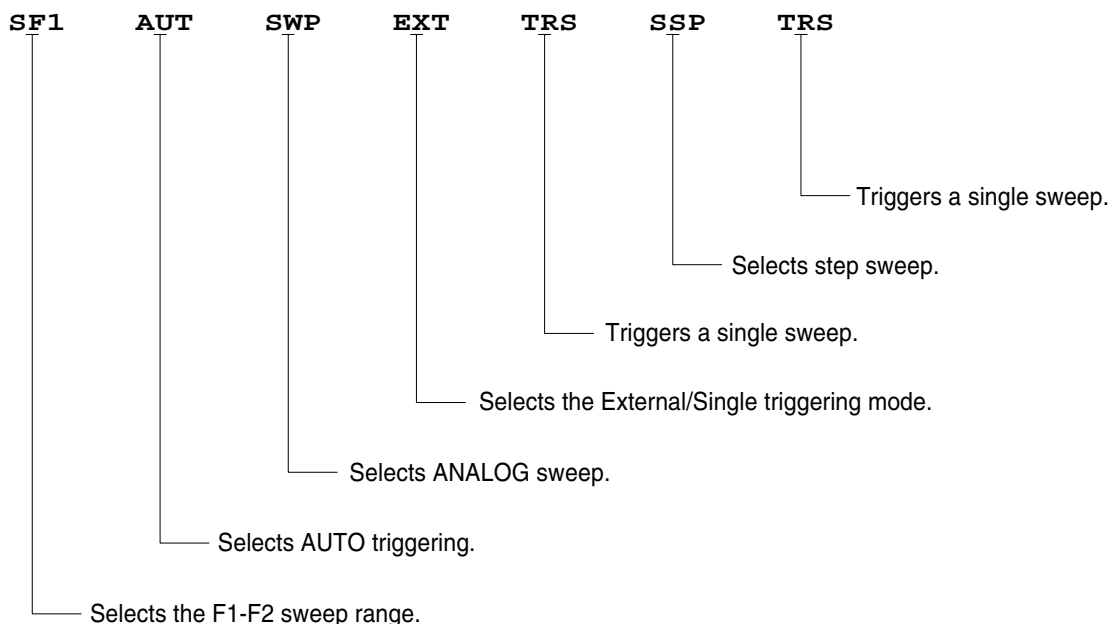 SF1 AUT SWP EXT TRS SSP TRS
Triggers a single sweep.
Selects step sweep.
Triggers a single sweep.
Selects the External/Single triggering mode.
Selects ANALOG sweep.
Selects AUTO triggering.
Selects the F1-F2 sweep range.